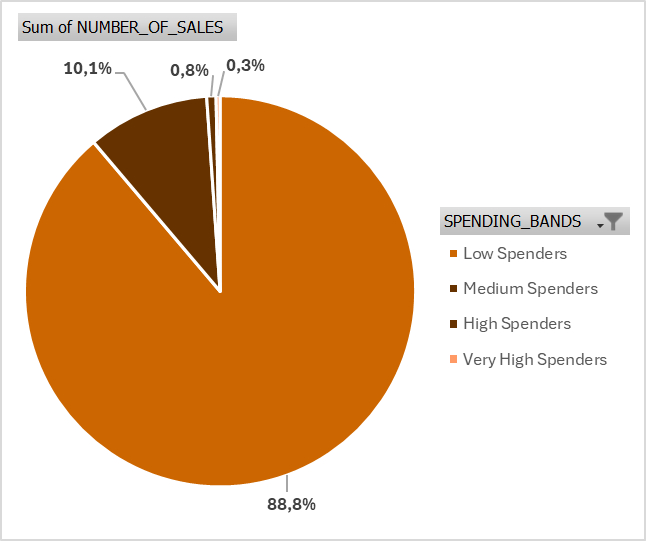 Sum of NUMBER_OF_SALES
10,1%
0,8%
0,3%
88,8%
SPENDING_BANDS
Low Spenders
Medium Spenders
High Spenders
Very High Spenders